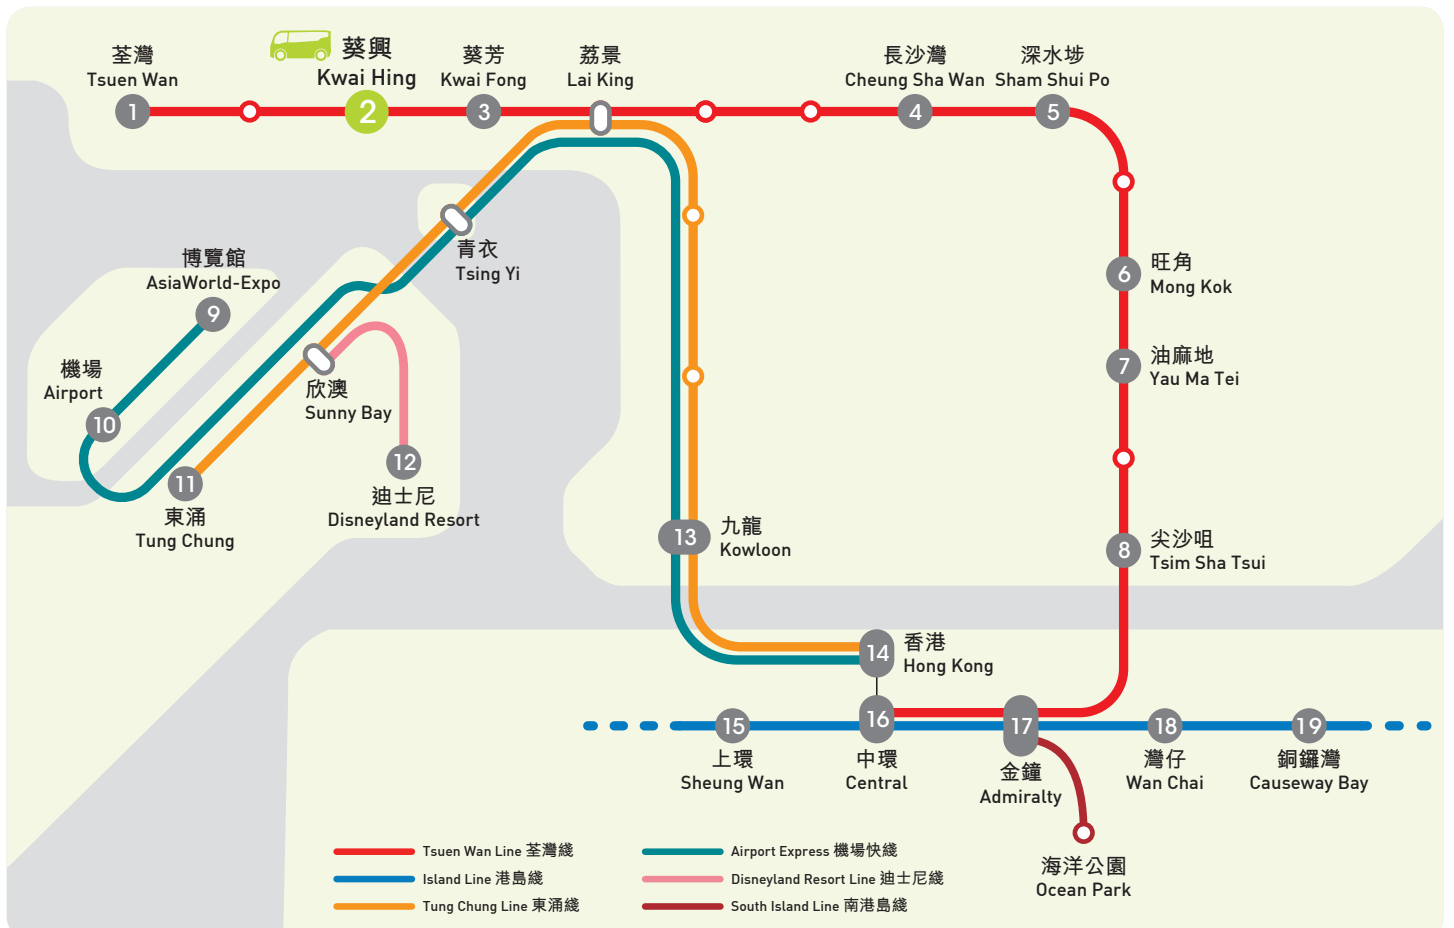 荃灣
Tsuen Wan
1
葵興
Kwai Hing
2
葵芳
Kwai Fong
3
荔景
Lai King
長沙灣
Cheung Sha Wan
4
深水埗
Sham Shui Po
5
旺角
Mong Kok
6
油麻地
Yau Ma Tei
7
尖沙咀
Tsim Sha Tsui
8
青衣
Tsing Yi
博覽館
AsiaWorld-Expo
9
機場
Airport
10
欣澳
Sunny Bay
11
東涌
Tung Chung
12
迪士尼
Disneyland Resort
13
九龍
Kowloon
14
香港
Hong Kong
15
上環
Sheung Wan
16
中環
Central
17
金鐘
Admiralty
18
灣仔
Wan Chai
19
銅鑼灣
Causeway Bay
海洋公園
Ocean Park
Tsuen Wan Line 荃灣綫
Island Line 港島綫
Tung Chung Line 東涌綫
Airport Express 機場快綫
Disneyland Resort Line 迪士尼綫
South Island Line 南港島綫